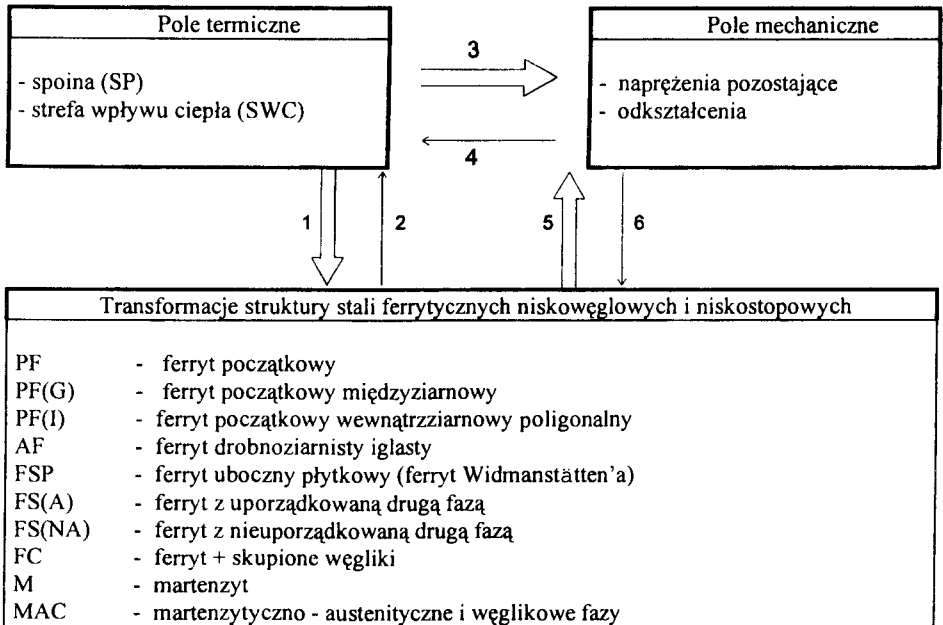 Pole termiczne
- spoina (SP)
- strefa wpływu ciepła (SWC)
3
4
Pole mechaniczne
- naprężenia pozostające
- odkształcenia
1
2
5
6
Transformacje struktury stali ferrytycznych niskowęglowych i niskostopowych
PF - ferryt początkowy
PF(G) - ferryt początkowy międzyziarnowy
PF(I) - ferryt początkowy wewnątrzziarnowy poligonalny
AF - ferryt drobnoziarnisty iglasty
FSP - ferryt uboczny płytkowy (ferryt Widmanstätten'a)
FS(A) - ferryt z uporządkowaną drugą fazą
FS(NA) - ferryt z nieuporządkowaną drugą fazą
FC - ferryt + skupione węgliki
M - martenzyt
MAC - martenzytyczno - austenityczne i węglikowe fazy